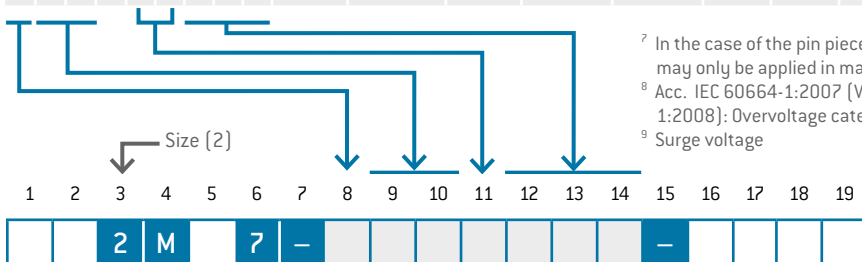 ⁷ In the case of the pin piece
may only be applied in ma
⁸ Acc. IEC 60664-1:2007 (V
1:2008): Overvoltage cate
⁹ Surge voltage
Size (2)
1 2 3 4 5 6 7 8 9 10 11 12 13 14 15 16 17 18 19
2 M 7 – –